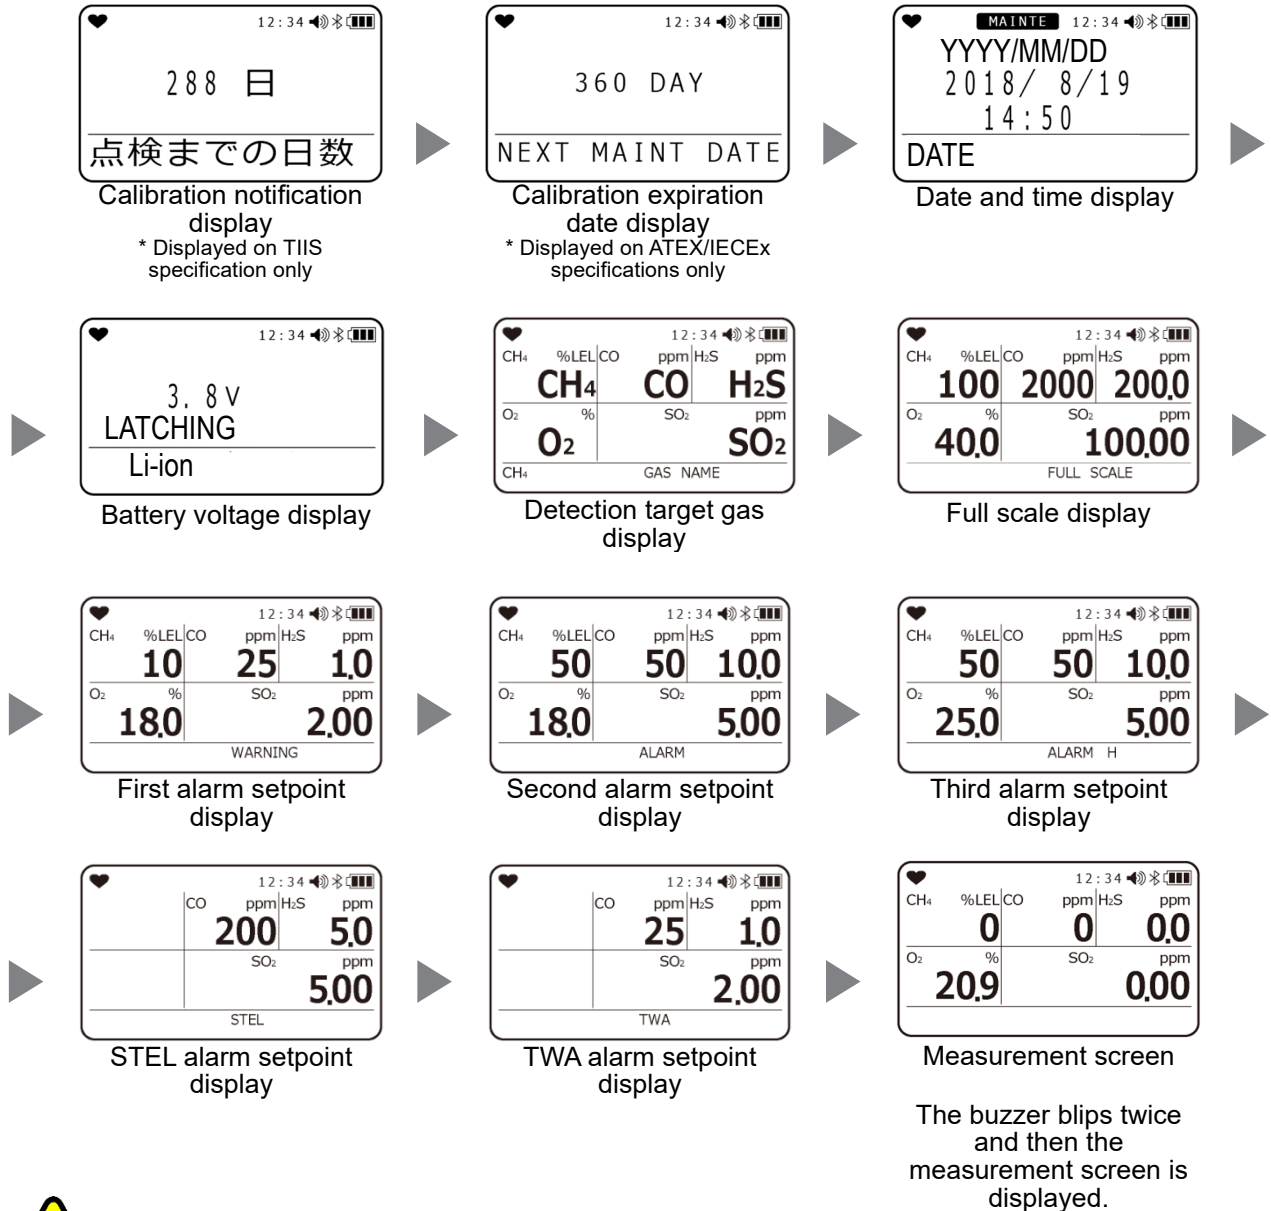 12:34
288 日
点検までの日数
Calibration notification
display
* Displayed on TIIS
specification only
12:34
360 DAY
NEXT MAINT DATE
Calibration expiration
date display
* Displayed on ATEX/IECEx
specifications only
MAINTE 12:34
YYYY/MM/DD
2018/ 8/19
14:50
DATE
Date and time display
12:34
3. 8V
LATCHING
Li-ion
Battery voltage display
12:34
CH4 %LEL CO ppm H2S ppm
CH4 CO H2S
O2 % SO2 ppm
O2 SO2
CH4 GAS NAME
Detection target gas
display
12:34
CH4 %LEL CO ppm H2S ppm
100 2000 200.0
O2 % SO2 ppm
40.0 100.00
FULL SCALE
Full scale display
12:34
CH4 %LEL CO ppm H2S ppm
10 25 1.0
O2 % SO2 ppm
18.0 2.00
WARNING
First alarm setpoint
display
12:34
CH4 %LEL CO ppm H2S ppm
50 50 10.0
O2 % SO2 ppm
18.0 5.00
ALARM
Second alarm setpoint
display
12:34
CH4 %LEL CO ppm H2S ppm
50 50 10.0
O2 % SO2 ppm
25.0 5.00
ALARM H
Third alarm setpoint
display
12:34
CO ppm H2S ppm
200 5.0
SO2 ppm
5.00
STEL
STEL alarm setpoint
display
12:34
CO ppm H2S ppm
25 1.0
SO2 ppm
2.00
TWA
TWA alarm setpoint
display
12:34
CH4 %LEL CO ppm H2S ppm
0 0 0.0
O2 % SO2 ppm
20.9 0.00
Measurement screen
The buzzer blips twice
and then the
measurement screen is
displayed.